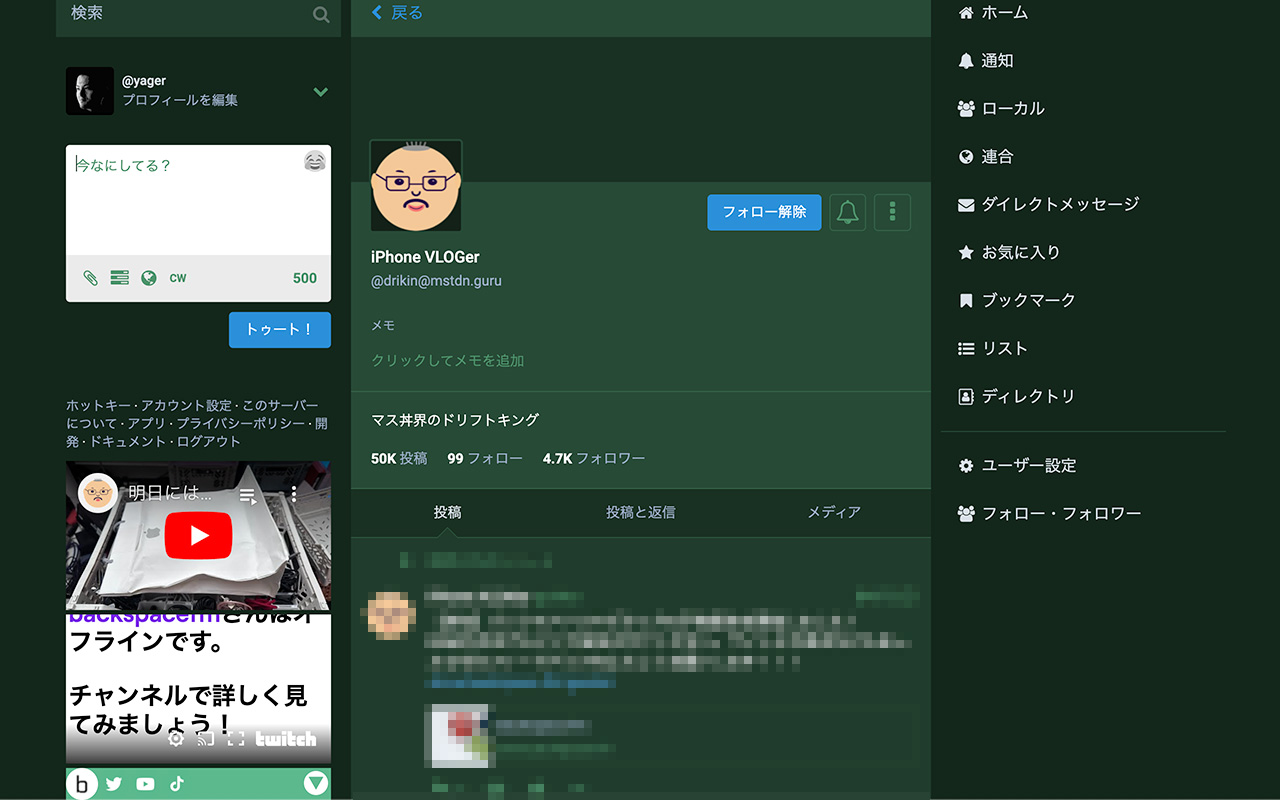 検索
@yager
プロフィールを編集
今なにしてる？
CW
500
トゥート！
ホットキー · アカウント設定 · このサーバー
について · アプリ · プライバシーポリシー · 開
発 · ドキュメント · ログアウト
明日には...
backspacefmさんはオ
フラインです。
チャンネルで詳しく見
てみましょう！
twitch
b
戻る
フォロー解除
iPhone VLOGer
@drikin@mstdn.guru
メモ
クリックしてメモを追加
マス丼界のドリフトキング
50K 投稿 99 フォロー 4.7K フォロワー
投稿 投稿と返信 メディア
ホーム
通知
ローカル
連合
ダイレクトメッセージ
お気に入り
ブックマーク
リスト
ディレクトリ
ユーザー設定
フォロー・フォロワー